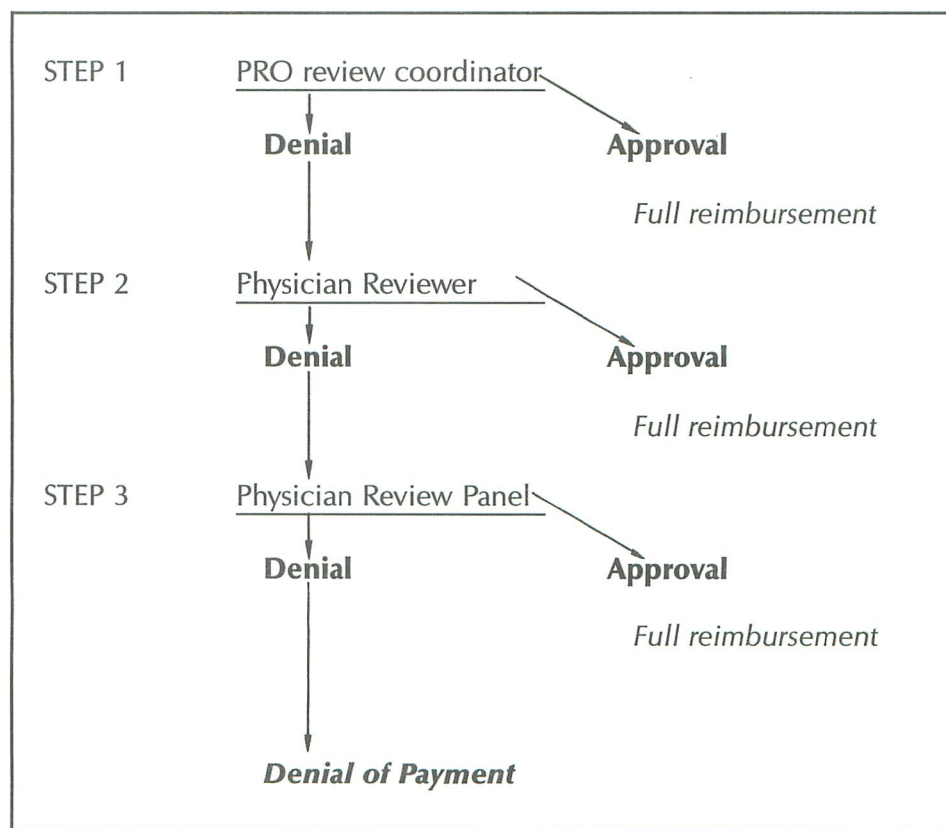 STEP 1 PRO review coordinator
Denial Approval
Full reimbursement
STEP 2 Physician Reviewer
Denial Approval
Full reimbursement
STEP 3 Physician Review Panel
Denial Approval
Full reimbursement
Denial of Payment